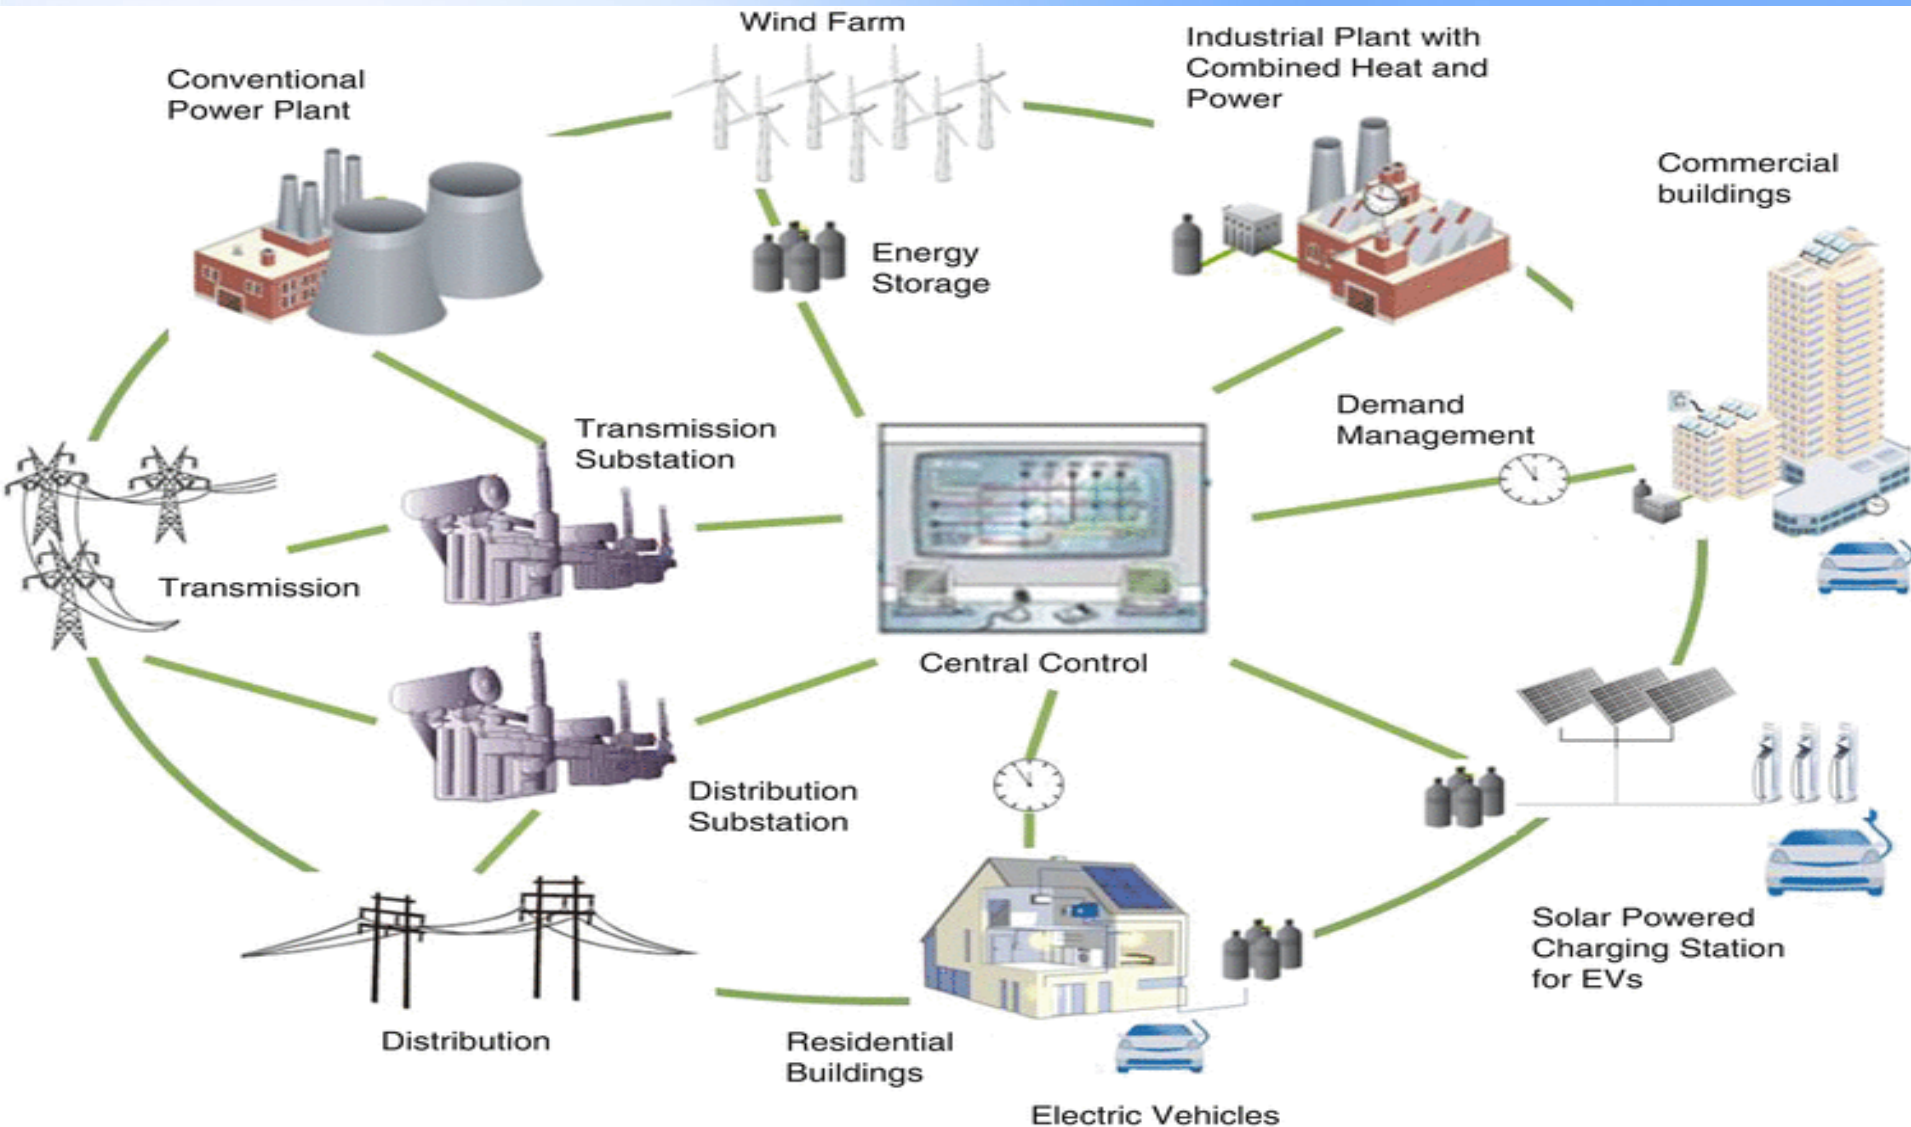 Wind Farm
Industrial Plant with
Combined Heat and
Power
Conventional
Power Plant
Commercial
buildings
Energy
Storage
Demand
Management
Transmission
Substation
Transmission
Central Control
Distribution
Substation
Solar Powered
Charging Station
for EVs
Distribution
Residential
Buildings
Electric Vehicles